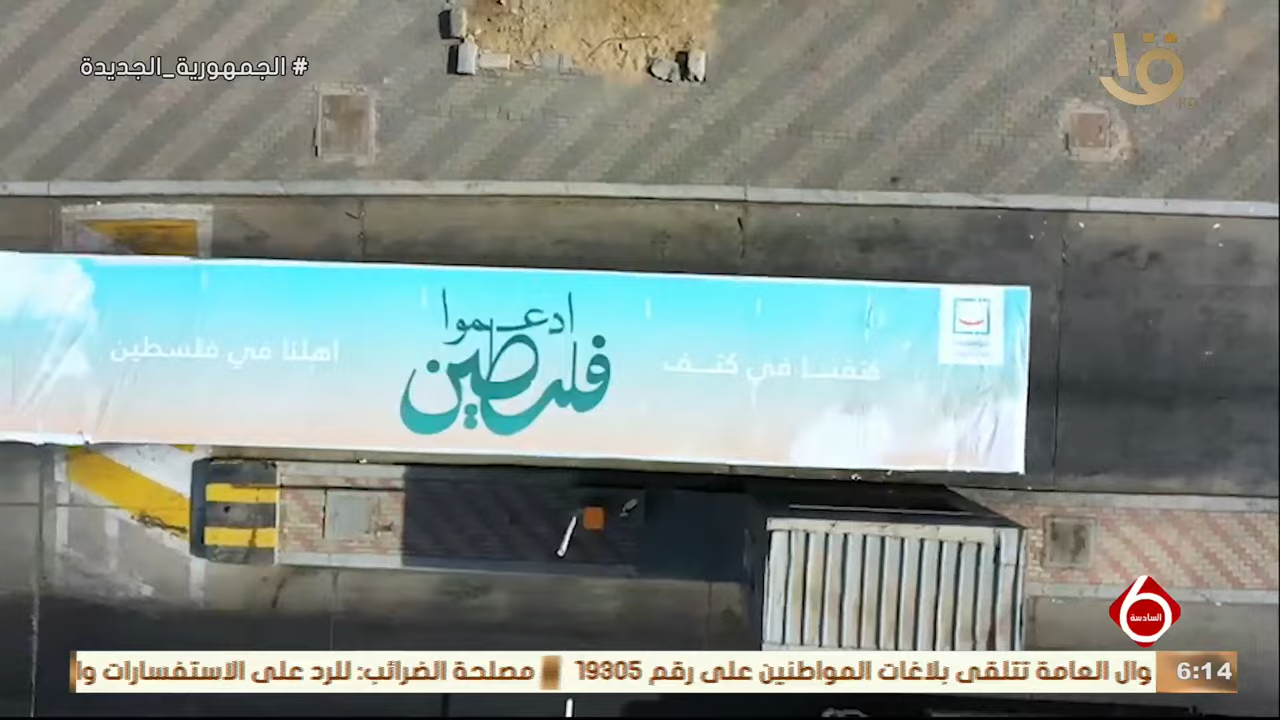 #الجمهورية_الجديدة
ادعموا
فلسطين
كتفنا في كتف
اهلنا في فلسطين
السادسة
6:14
وال العامة تتلقى بلاغات المواطنين على رقم 19305
مصلحة الضرائب: للرد على الاستفسارات وا